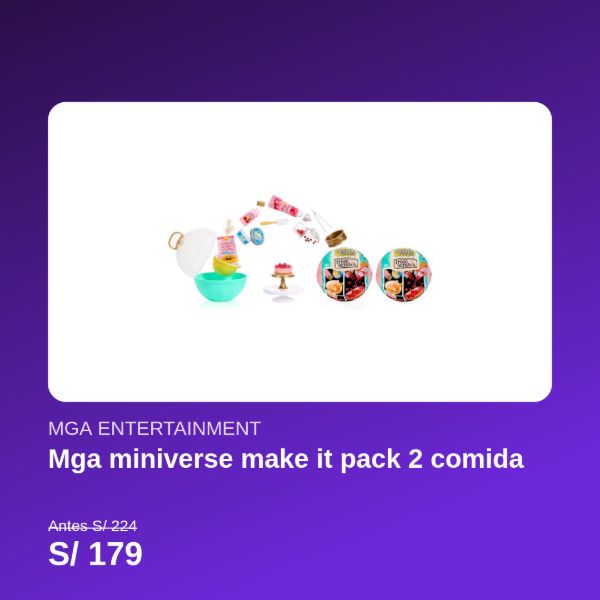 MGA ENTERTAINMENT
Mga miniverse make it pack 2 comida
Antes S/ 224
S/ 179